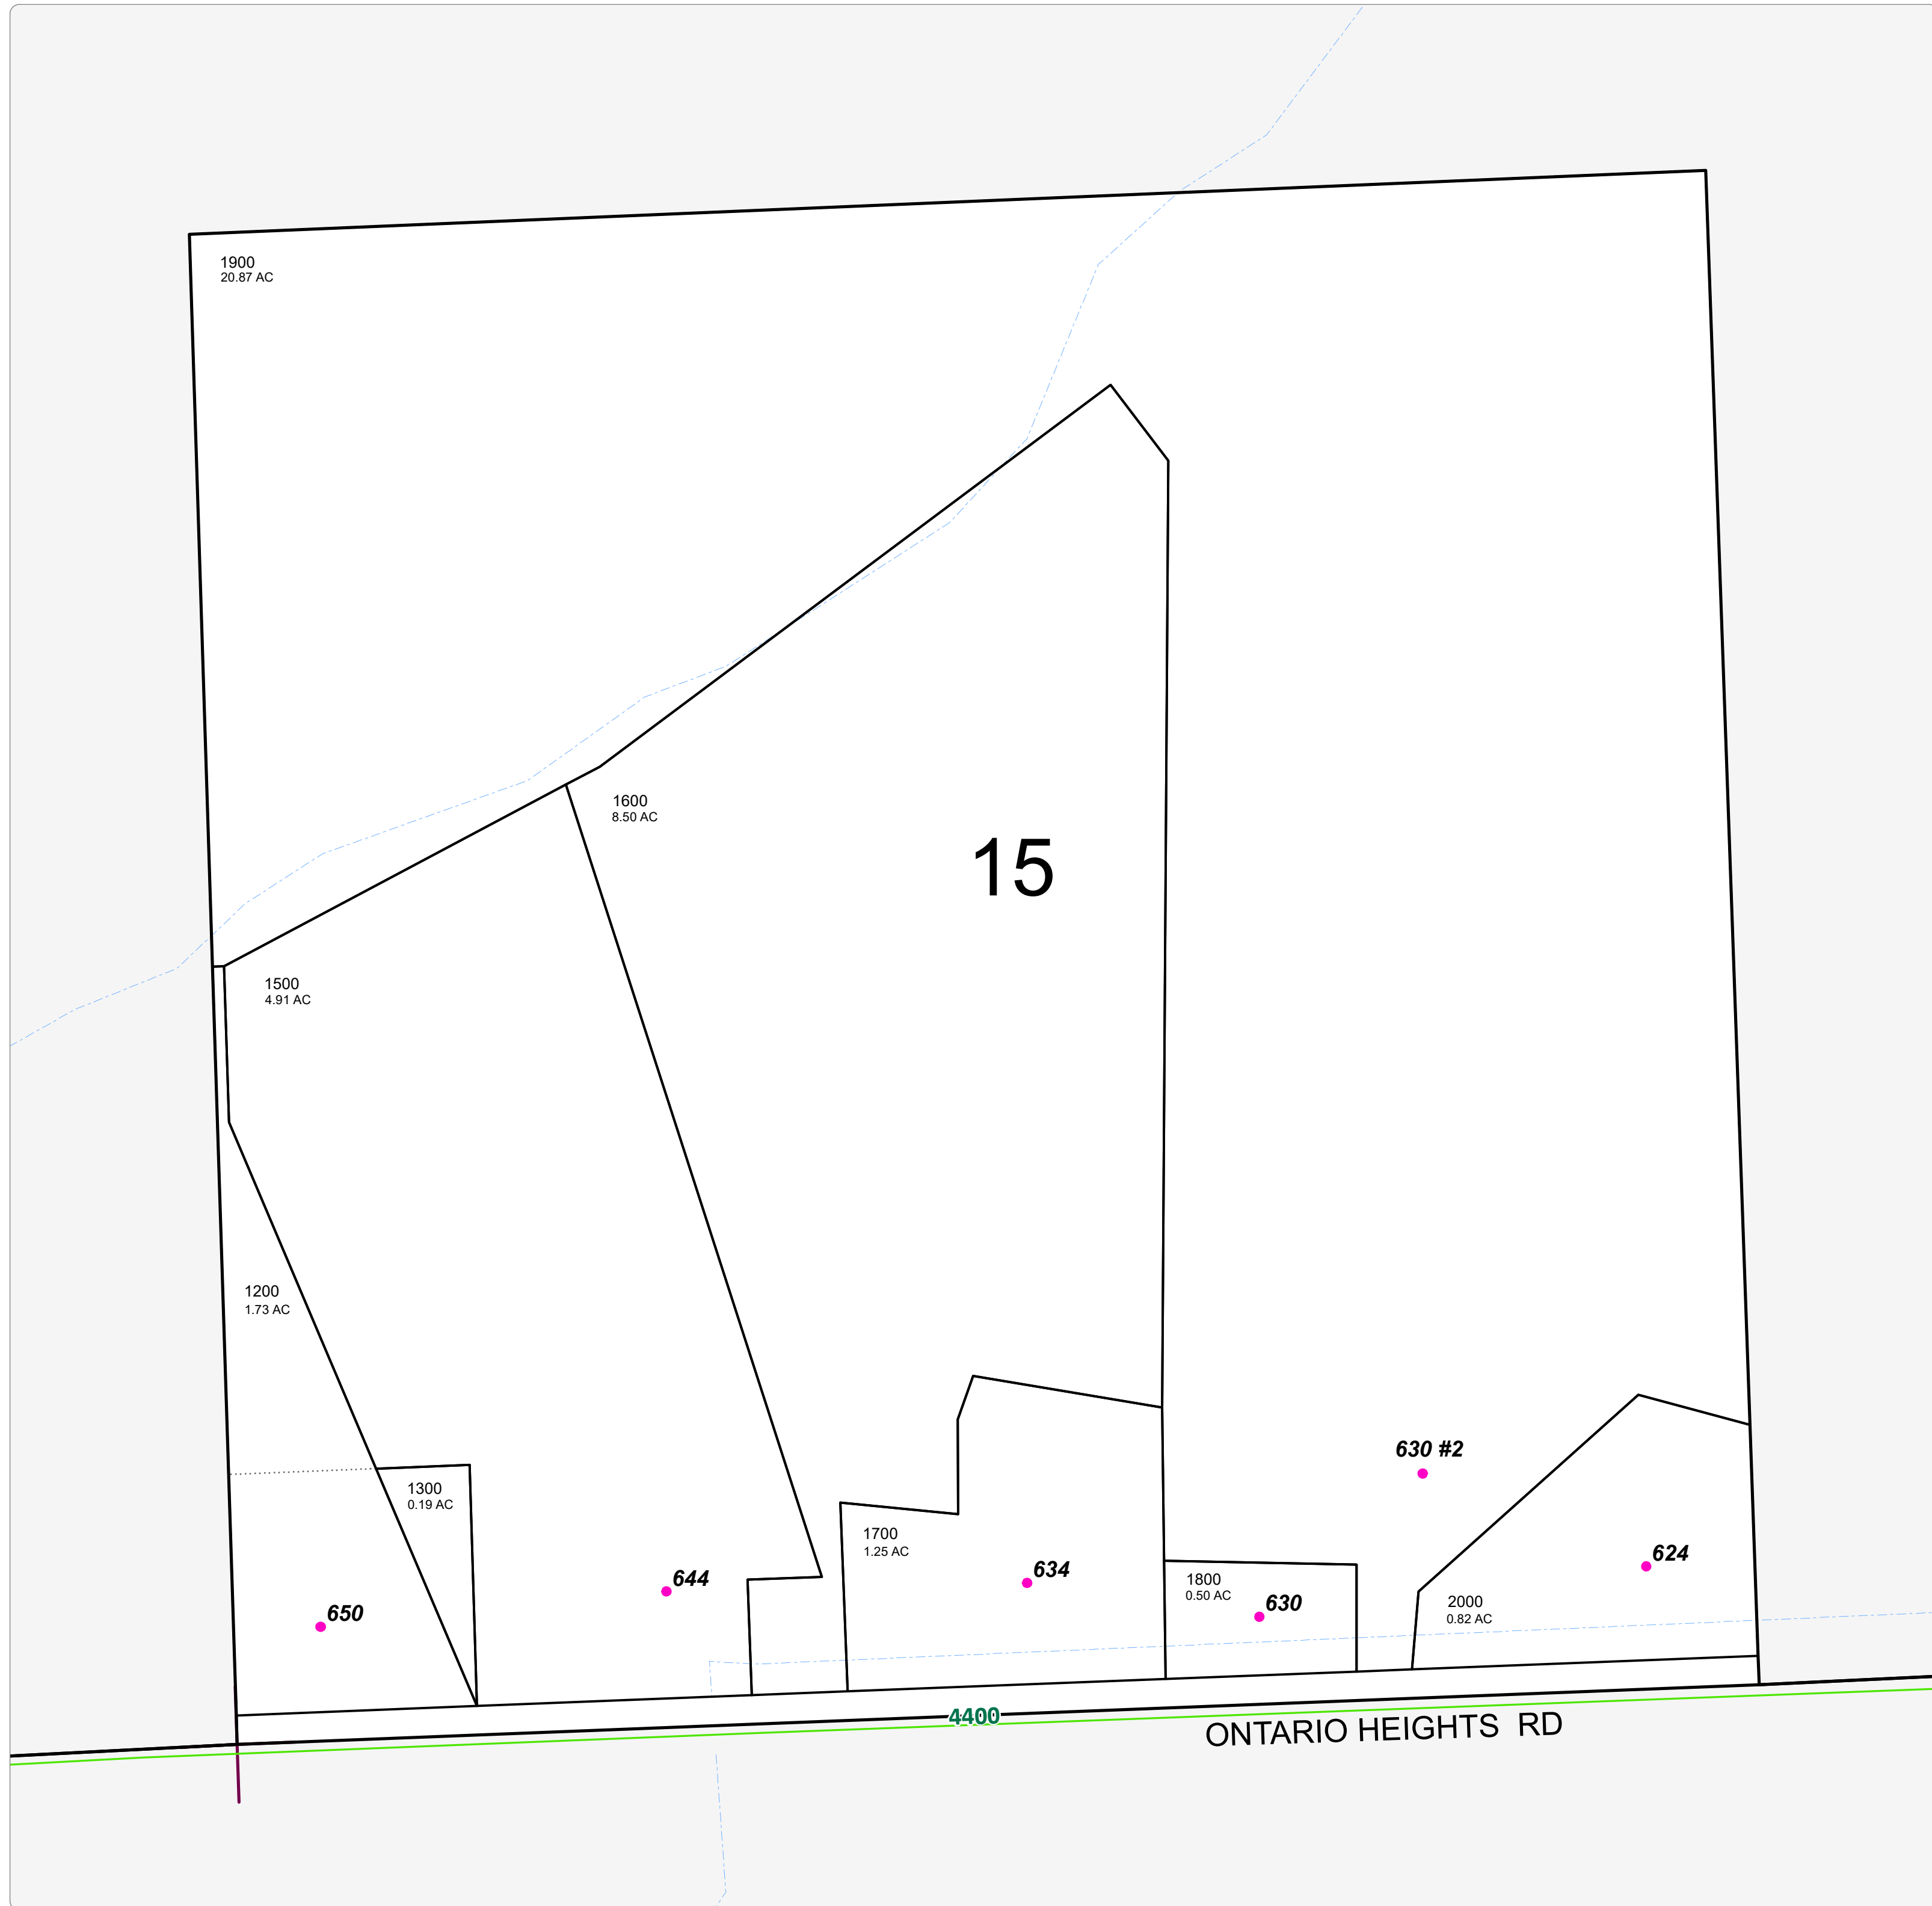 1900
20.87 AC
1600
8.50 AC
15
1500
4.91 AC
1200
1.73 AC
630 #2
1300
0.19 AC
1700
1.25 AC
624
634
644
1800
0.50 AC
630
2000
0.82 AC
650
4400
ONTARIO HEIGHTS RD